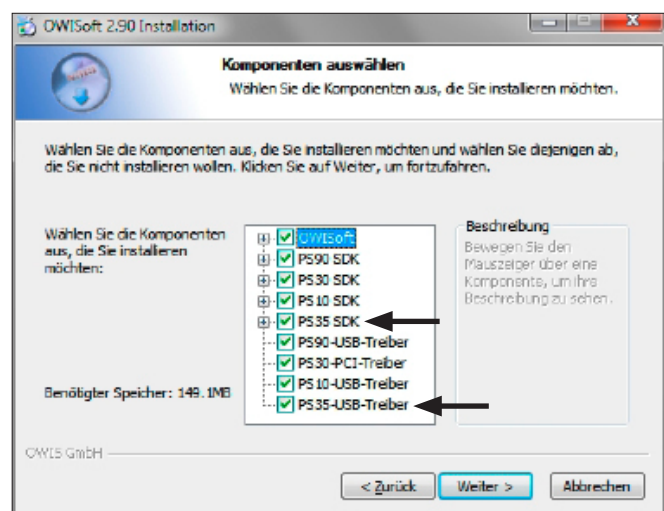 OWISoft 2.90 Installation
Komponenten auswählen
Wählen Sie die Komponenten aus, die Sie installieren möchten.
Wählen Sie die Komponenten aus, die Sie installieren möchten und wählen Sie diejenigen ab,
die Sie nicht installieren wollen. Klicken Sie auf Weiter, um fortzufahren.
Wählen Sie die Komponenten
aus, die Sie installieren
möchten:
OWISoft
PS90 SDK
PS30 SDK
PS10 SDK
PS35 SDK
PS90-USB-Treiber
PS30-PCI-Treiber
PS10-USB-Treiber
PS35-USB-Treiber
Beschreibung
Bewegen Sie den
Mauszeiger über eine
Komponente, um ihre
Beschreibung zu sehen.
Benötigter Speicher: 149.1MB
OWIS GmbH
< Zurück
Weiter >
Abbrechen